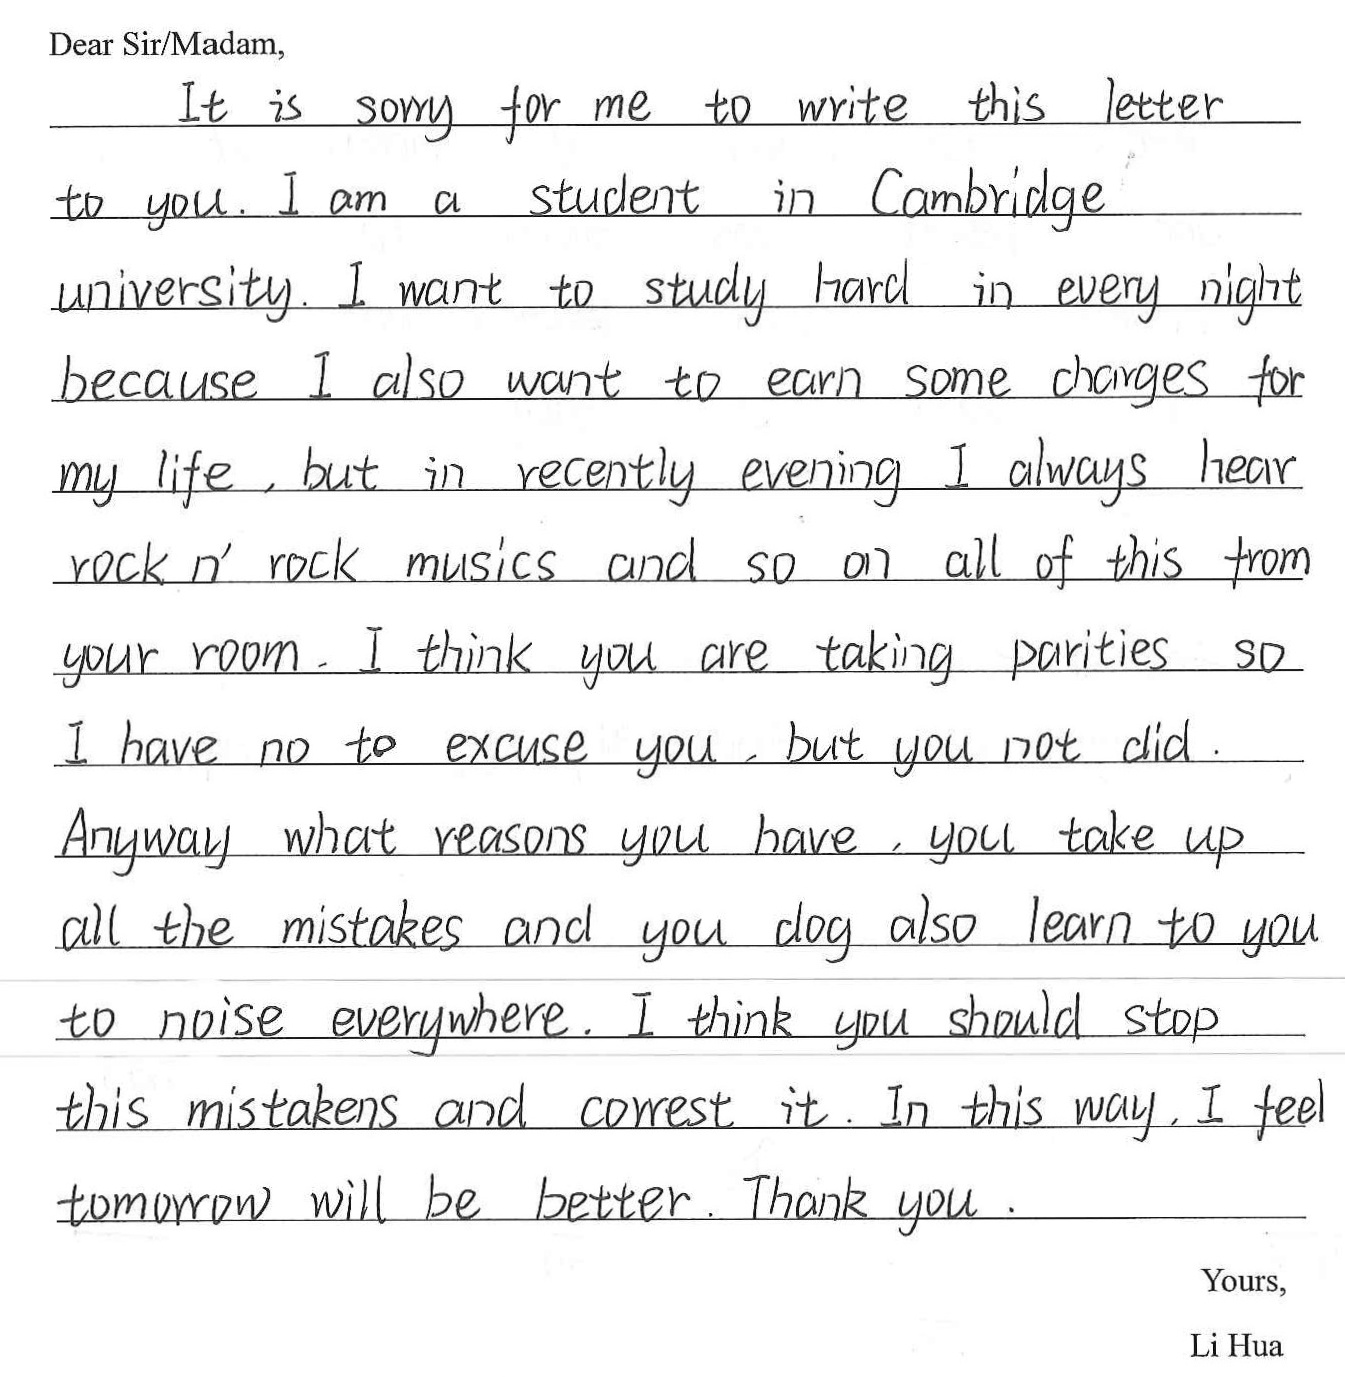 Dear Sir/Madam,
It is sorry for me to write this letter
to you. I am a student in Cambridge
university. I want to study hard in every night
because I also want to earn some charges for
my life, but in recently evening I always hear
rock n' rock musics and so on all of this from
your room. I think you are taking parities so
I have no to excuse you, but you not did.
Anyway what reasons you have, you take up
all the mistakes and you dog also learn to you
to noise everywhere. I think you should stop
this mistakens and correst it. In this way, I feel
tomorrow will be better. Thank you.
Yours,
Li Hua